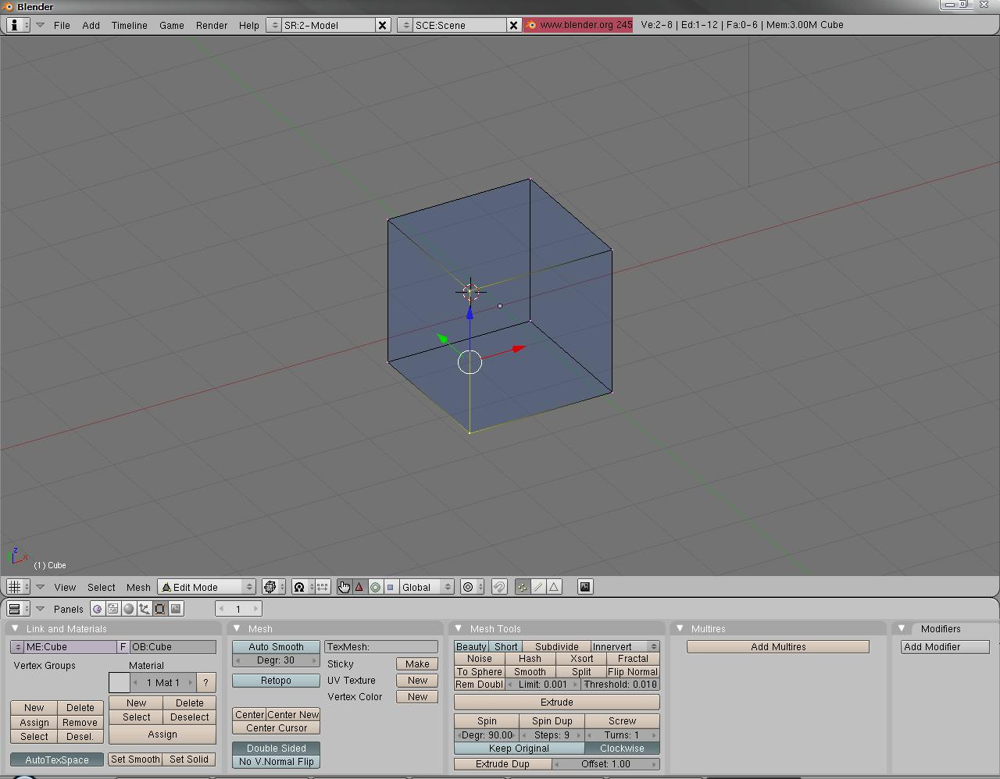 Blender
File Add Timeline Game Render Help SR:2-Model SCE:Scene www.blender.org 245 Ve:2-8 | Ed:1-12 | Fa:0-6 | Mem:3.00M Cube
z
x
(1) Cube
View Select Mesh Edit Mode Global
Panels 1
Link and Materials
ME:Cube F OB:Cube
Vertex Groups Material
1 Mat 1 ?
New Delete New Delete
Assign Remove Select Deselect
Select Desel. Assign
AutoTexSpace Set Smooth Set Solid
Mesh
Auto Smooth TexMesh:
Degr: 30 Sticky Make
Retopo UV Texture New
Vertex Color New
Center Center New
Center Cursor
Double Sided
No V.Normal Flip
Mesh Tools
Beauty Short Subdivide Innervert
Noise Hash Xsort Fractal
To Sphere Smooth Split Flip Normal
Rem Doubl Limit: 0.001 Threshold: 0.010
Extrude
Spin Spin Dup Screw
Degr: 90.00 Steps: 9 Turns: 1
Keep Original Clockwise
Extrude Dup Offset: 1.00
Multires
Add Multires
Modifiers
Add Modifier